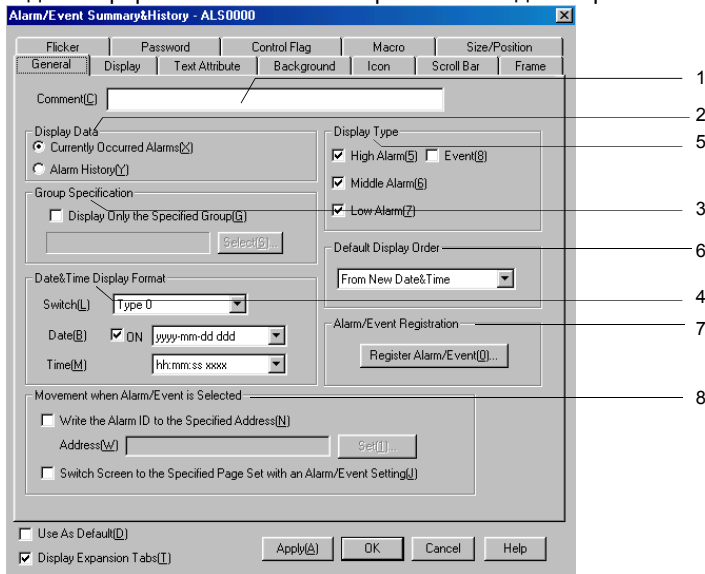 Alarm/Event Summary&History - ALS0000
Flicker Password Control Flag Macro Size/Position
General Display Text Attribute Background Icon Scroll Bar Frame
Comment(C)
1
2
Display Data
Currently Occurred Alarms(X)
Alarm History(Y)
Display Type
5
High Alarm(5) Event(8)
Middle Alarm(6)
Low Alarm(7)
Group Specification
Display Only the Specified Group(G)
3
Select(S)...
Default Display Order
6
From New Date&Time
Date&Time Display Format
Switch(L) Type 0
4
Date(B) ON yyyy-mm-dd ddd
Time(M) hh:mm:ss xxxx
Alarm/Event Registration
7
Register Alarm/Event(0)...
Movement when Alarm/Event is Selected
8
Write the Alarm ID to the Specified Address(N)
Address(W) Set(1)...
Switch Screen to the Specified Page Set with an Alarm/Event Setting(J)
Use As Default(D)
Display Expansion Tabs(T)
Apply(A) OK Cancel Help